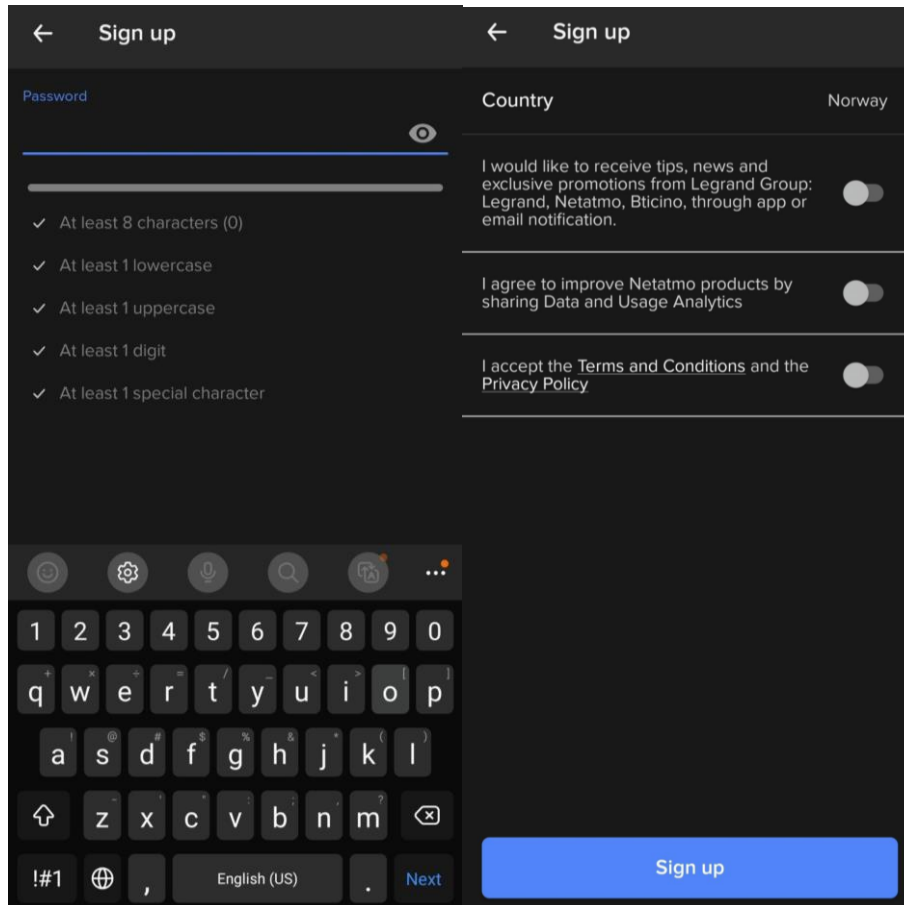 Sign up
Password
At least 8 characters (0)
At least 1 lowercase
At least 1 uppercase
At least 1 digit
At least 1 special character
1 2 3 4 5 6 7 8 9 0
q w e r t y u i o p
a s d f g h j k l
z x c v b n m
!#1 , English (US) . Next
Sign up
Country Norway
I would like to receive tips, news and
exclusive promotions from Legrand Group:
Legrand, Netatmo, Bticino, through app or
email notification.
I agree to improve Netatmo products by
sharing Data and Usage Analytics
I accept the Terms and Conditions and the
Privacy Policy
Sign up